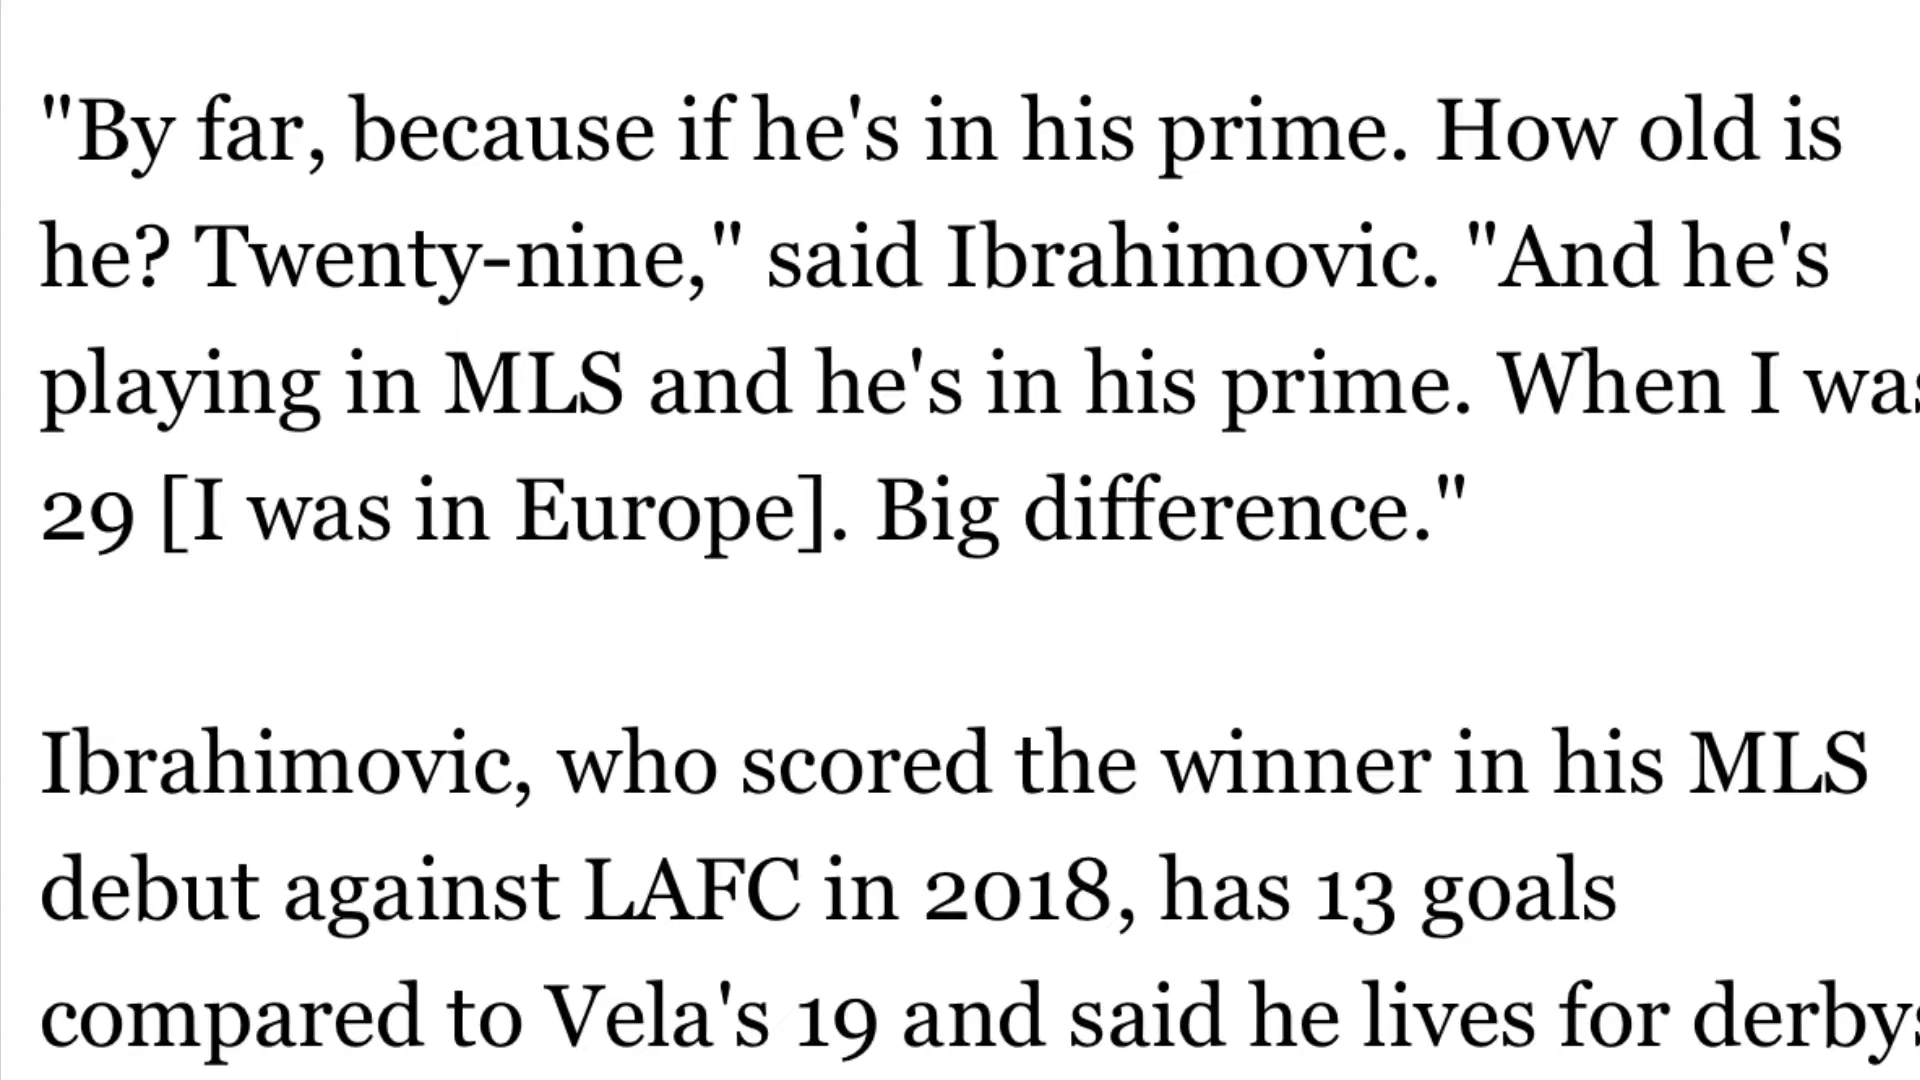 "By far, because if he's in his prime. How old is
he? Twenty-nine," said Ibrahimovic. "And he's
playing in MLS and he's in his prime. When I was
29 [I was in Europe]. Big difference."
Ibrahimovic, who scored the winner in his MLS
debut against LAFC in 2018, has 13 goals
compared to Vela's 19 and said he lives for derbys